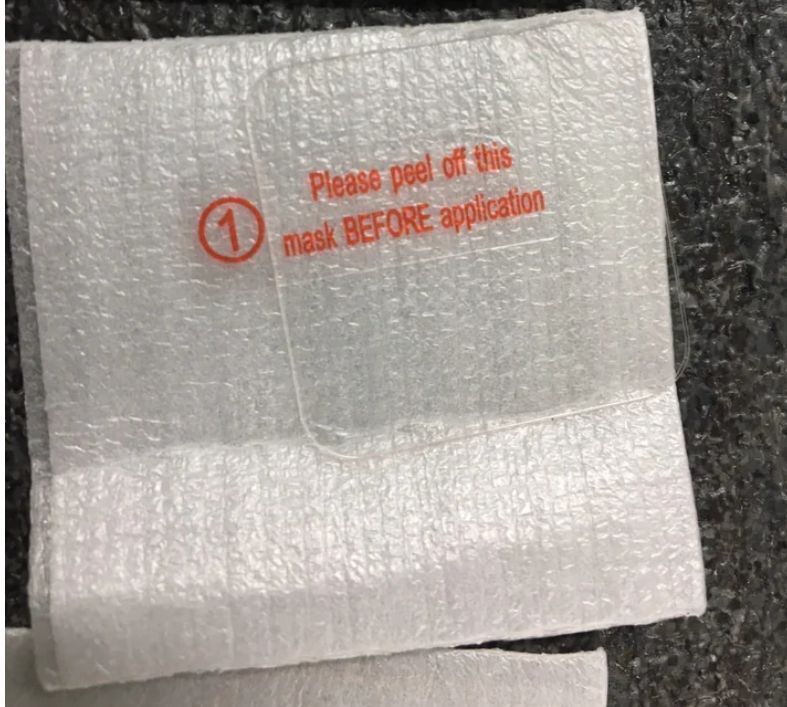 ① Please peel off this
mask BEFORE application